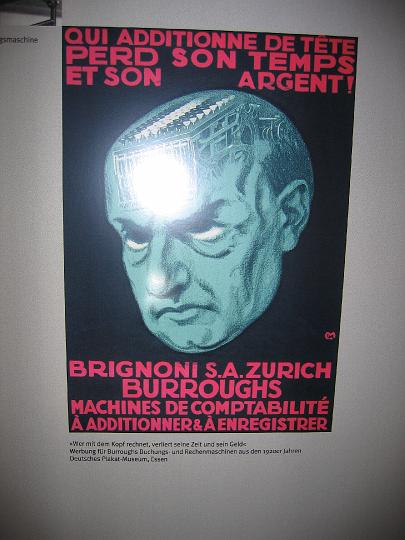 gsmaschine
QUI ADDITIONNE DE TÊTE
PERD SON TEMPS
ET SON ARGENT!
BRIGNONI S.A. ZURICH
BURROUGHS
MACHINES DE COMPTABILITÉ
À ADDITIONNER & À ENREGISTRER
»Wer mit dem Kopf rechnet, verliert seine Zeit und sein Geld«
Werbung für Burroughs Buchungs- und Rechenmaschinen aus den 1920er Jahren
Deutsches Plakat-Museum, Essen